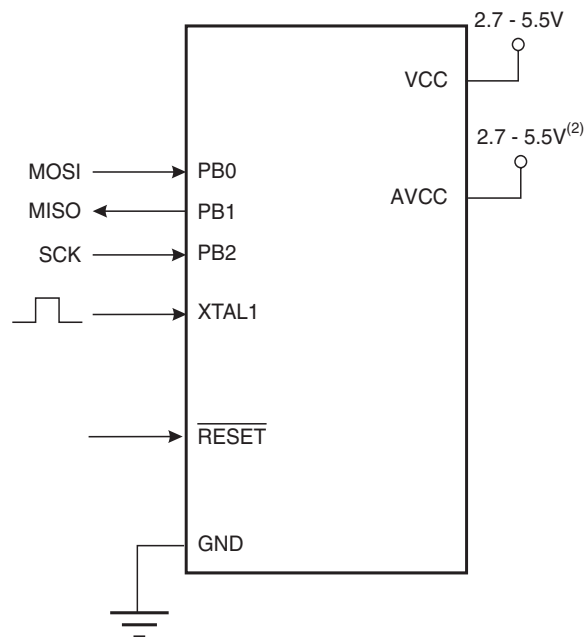 2.7 - 5.5V
VCC
2.7 - 5.5V(2)
MOSI PB0
AVCC
MISO PB1
SCK PB2
XTAL1
RESET
GND